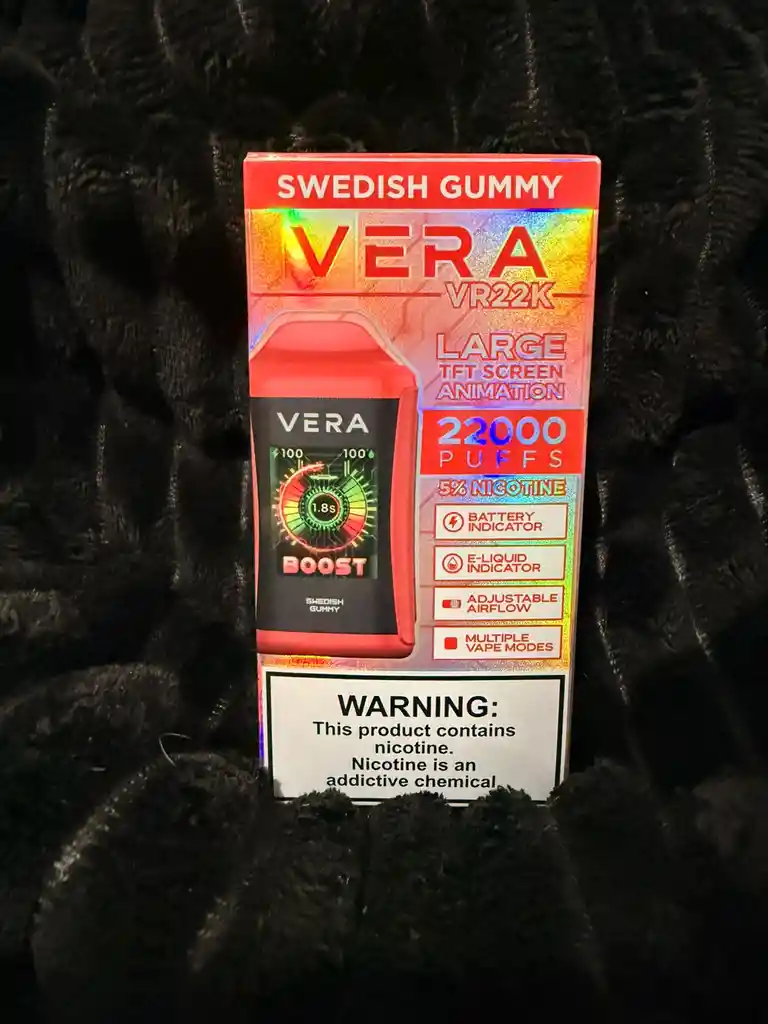 SWEDISH GUMMY
VERA
VR22K
LARGE
TFT SCREEN
ANIMATION
22000
PUFFS
5% NICOTINE
BATTERY
INDICATOR
E-LIQUID
INDICATOR
ADJUSTABLE
AIRFLOW
MULTIPLE
VAPE MODES
VERA
100 100
1.8s
BOOST
SWEDISH
GUMMY
WARNING:
This product contains
nicotine.
Nicotine is an
addictive chemical